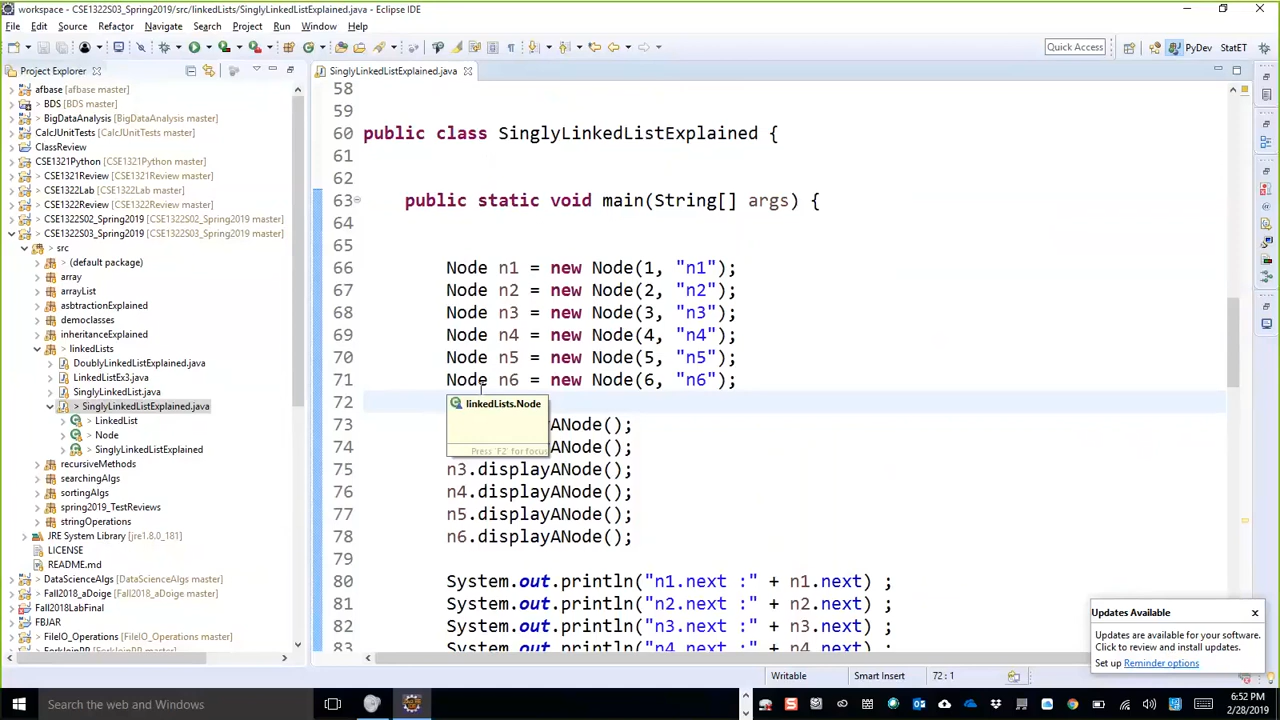 workspace - CSE1322S03_Spring2019/src/linkedLists/SinglyLinkedListExplained.java - Eclipse IDE
File Edit Source Refactor Navigate Search Project Run Window Help
Quick Access
PyDev
StatET
Project Explorer
afbase [afbase master]
> BDS [BDS master]
> BigDataAnalysis [BigDataAnalysis master]
CalcJUnitTests [CalcJUnitTests master]
ClassReview
CSE1321Python [CSE1321Python master]
> CSE1321Review [CSE1321Review master]
> CSE1322Lab [CSE1322Lab master]
> CSE1322Review [CSE1322Review master]
CSE1322S02_Spring2019 [CSE1322S02_Spring2019 master]
> CSE1322S03_Spring2019 [CSE1322S03_Spring2019 master]
> src
> (default package)
array
arrayList
asbtractionExplained
democlasses
inheritanceExplained
> linkedLists
DoublyLinkedListExplained.java
LinkedListEx3.java
SinglyLinkedList.java
> SinglyLinkedListExplained.java
> LinkedList
> Node
> SinglyLinkedListExplained
recursiveMethods
searchingAlgs
> sortingAlgs
spring2019_TestReviews
> stringOperations
JRE System Library [jre1.8.0_181]
LICENSE
README.md
> DataScienceAlgs [DataScienceAlgs master]
> Fall2018_aDoige [Fall2018_aDoige master]
Fall2018LabFinal
FBJAR
> FileIO_Operations [FileIO_Operations master]
SinglyLinkedListExplained.java
58
59
60 public class SinglyLinkedListExplained {
61
62
63 public static void main(String[] args) {
64
65
66 Node n1 = new Node(1, "n1");
67 Node n2 = new Node(2, "n2");
68 Node n3 = new Node(3, "n3");
69 Node n4 = new Node(4, "n4");
70 Node n5 = new Node(5, "n5");
71 Node n6 = new Node(6, "n6");
72
linkedLists.Node
Press 'F2' for focus
73 ANode();
74 ANode();
75 n3.displayANode();
76 n4.displayANode();
77 n5.displayANode();
78 n6.displayANode();
79
80 System.out.println("n1.next :" + n1.next) ;
81 System.out.println("n2.next :" + n2.next) ;
82 System.out.println("n3.next :" + n3.next) ;
83 System.out.println("n4.next :" + n4.next) ;
Updates Available
Updates are available for your software.
Click to review and install updates.
Set up Reminder options
Writable
Smart Insert
72 : 1
Search the web and Windows
6:52 PM
2/28/2019